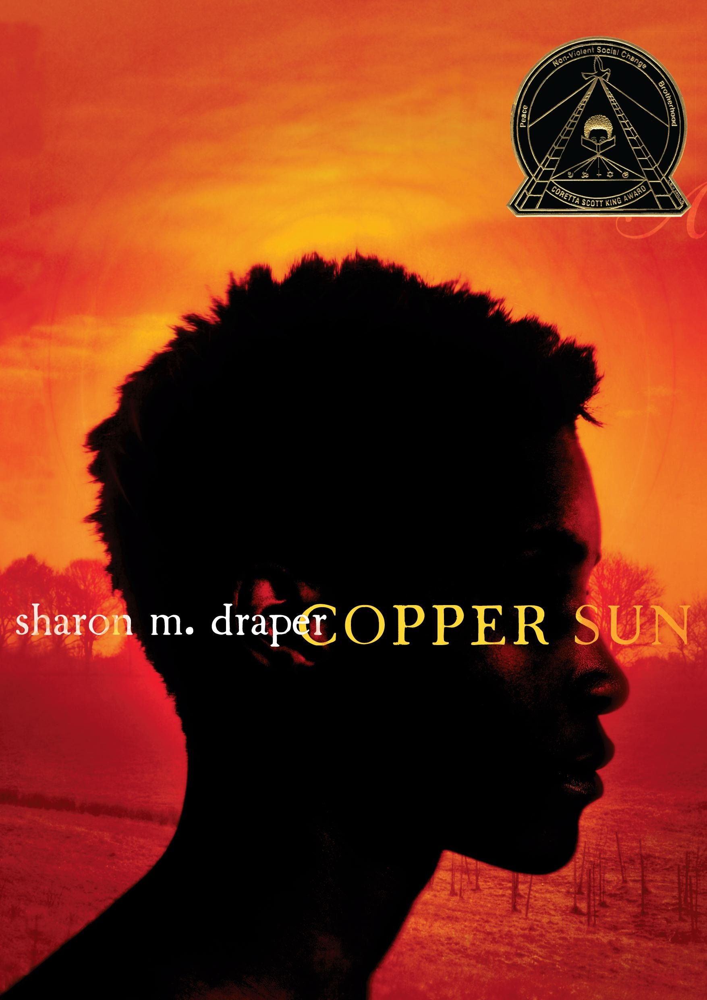 Non-Violent Social Change
Peace
Brotherhood
CORETTA SCOTT KING AWARD
sharon m. draper COPPER SUN